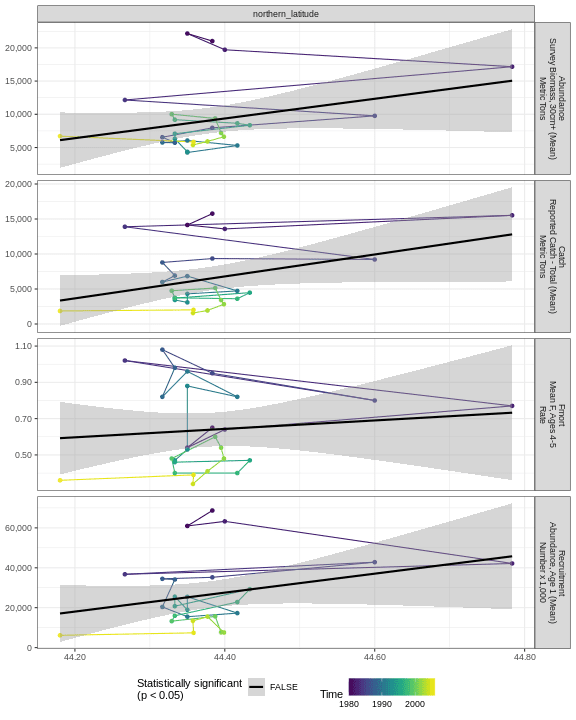 northern_latitude
20,000
15,000
10,000
5,000
Abundance
Survey Biomass, 30cm+ (Mean)
Metric Tons
20,000
15,000
10,000
5,000
0
Catch
Reported Catch - Total (Mean)
Metric Tons
1.10
0.90
0.70
0.50
Fmort
Mean F, Ages 4-5
Rate
60,000
40,000
20,000
0
Recruitment
Abundance, Age 1 (Mean)
Number x 1,000
44.20 44.40 44.60 44.80
Statistically significant
(p < 0.05)
FALSE
Time
1980 1990 2000